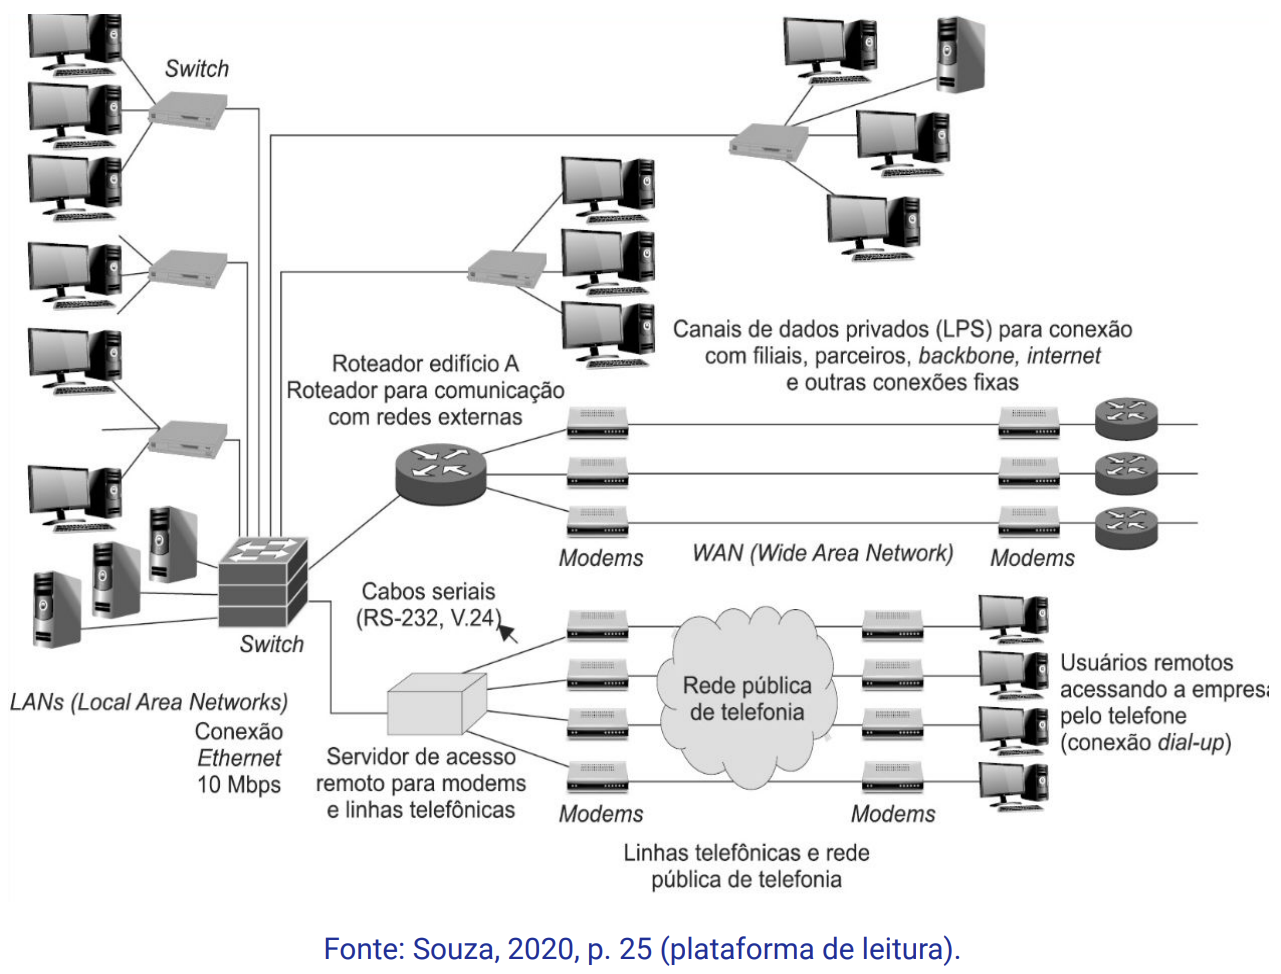 Switch
Canais de dados privados (LPS) para conexão
com filiais, parceiros, backbone, internet
e outras conexões fixas
Roteador edifício A
Roteador para comunicação
com redes externas
Modems
WAN (Wide Area Network)
Modems
Cabos seriais
(RS-232, V.24)
Switch
LANs (Local Area Networks)
Conexão
Ethernet
10 Mbps
Rede pública
de telefonia
Usuários remotos
acessando a empresa
pelo telefone
(conexão dial-up)
Servidor de acesso
remoto para modems
e linhas telefônicas
Modems
Modems
Linhas telefônicas e rede
pública de telefonia
Fonte: Souza, 2020, p. 25 (plataforma de leitura).